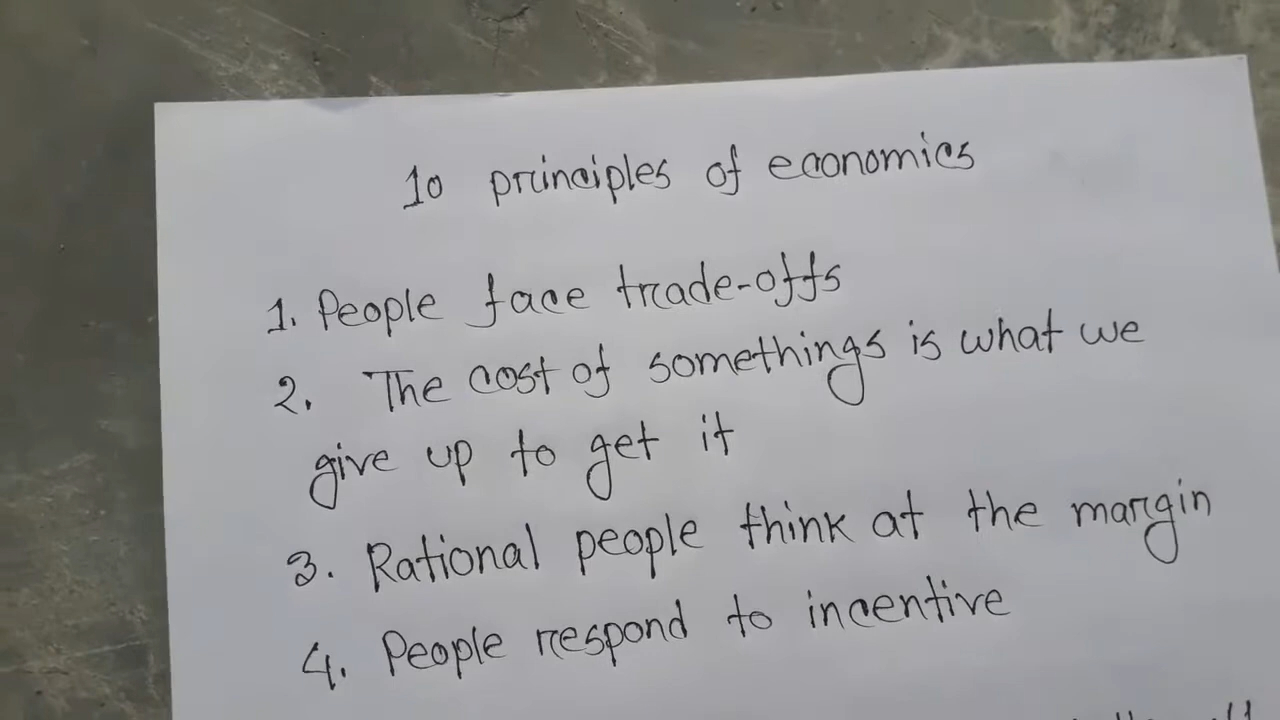 10 principles of economics
1. People face trade-offs
2. The cost of somethings is what we
give up to get it
3. Rational people think at the margin
4. People respond to incentive